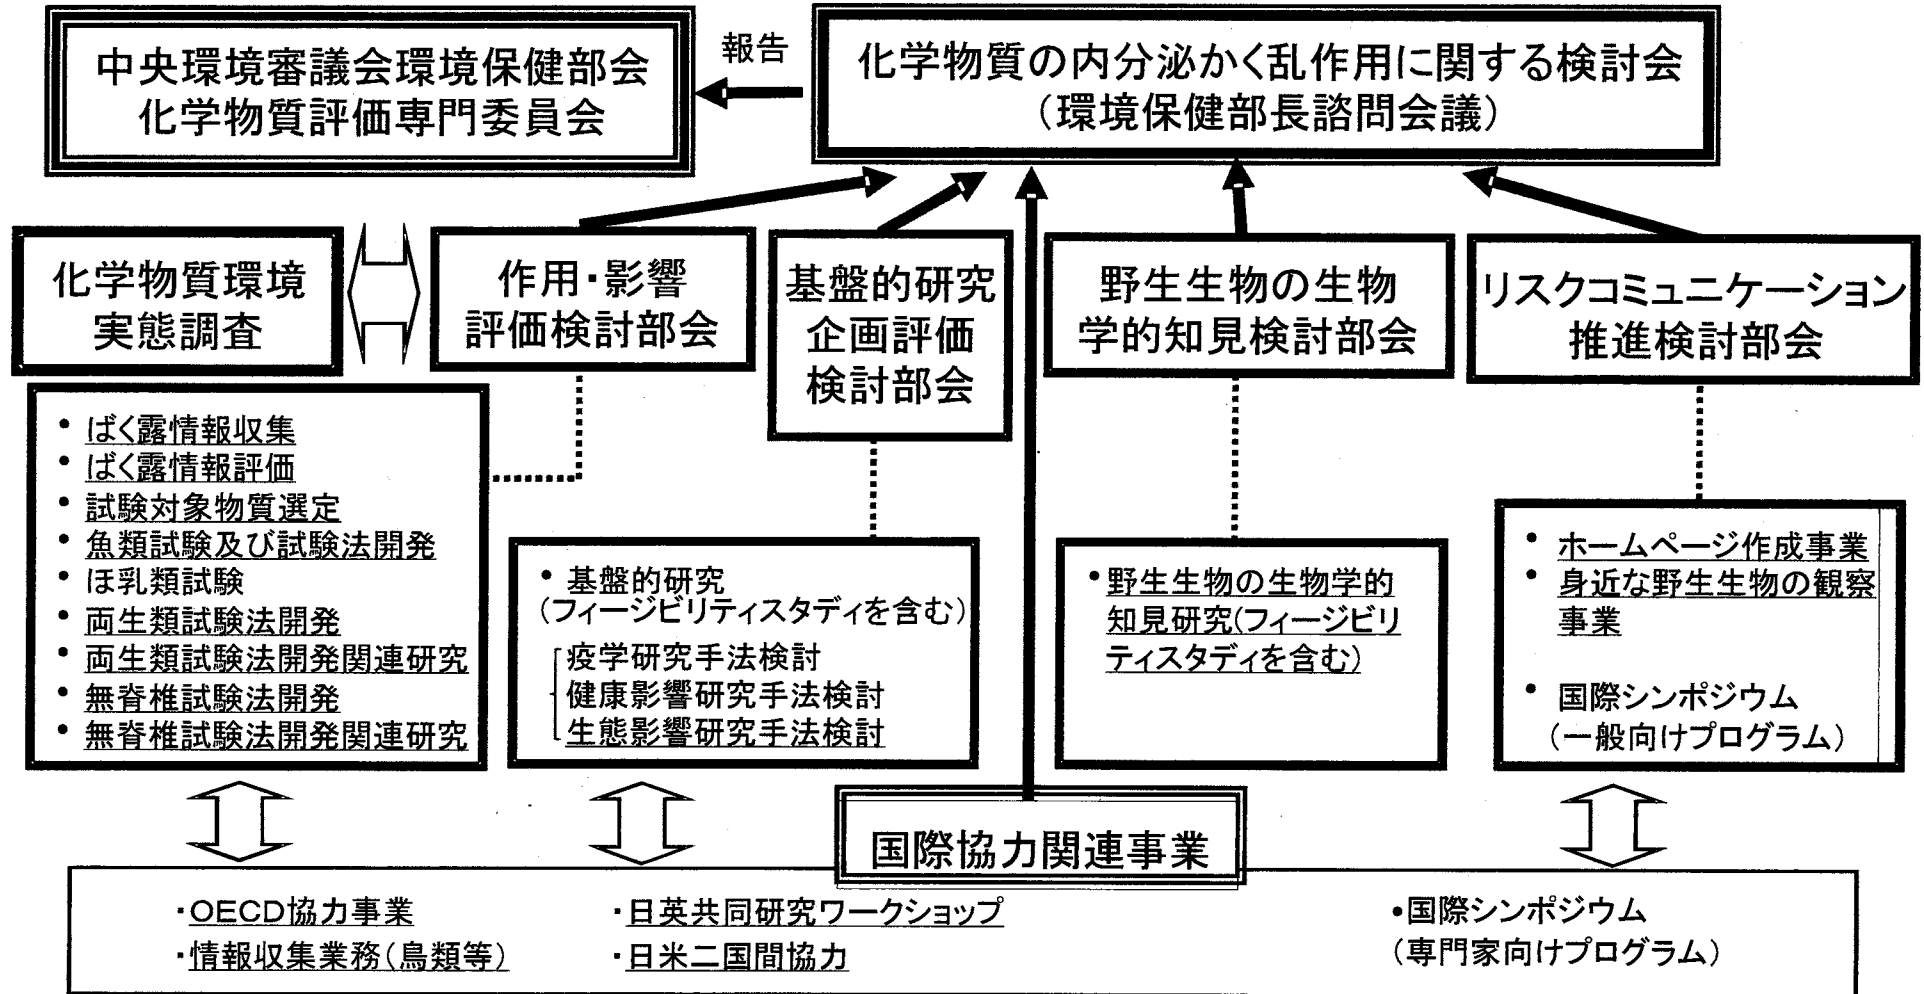 中央環境審議会環境保健部会
化学物質評価専門委員会
報告
化学物質の内分泌かく乱作用に関する検討会
(環境保健部長諮問会議)
化学物質環境
実態調査
作用・影響
評価検討部会
基盤的研究
企画評価
検討部会
野生生物の生物
学的知見検討部会
リスクコミュニケーション
推進検討部会
• ばく露情報収集
• ばく露情報評価
• 試験対象物質選定
• 魚類試験及び試験法開発
• ほ乳類試験
• 両生類試験法開発
• 両生類試験法開発関連研究
• 無脊椎試験法開発
• 無脊椎試験法開発関連研究
• 基盤的研究
(フィージビリティスタディを含む)
疫学研究手法検討
健康影響研究手法検討
生態影響研究手法検討
• 野生生物の生物学的
知見研究(フィージビリ
ティスタディを含む)
• ホームページ作成事業
• 身近な野生生物の観察
事業
• 国際シンポジウム
(一般向けプログラム)
国際協力関連事業
・OECD協力事業
・情報収集業務(鳥類等)
・日英共同研究ワークショップ
・日米二国間協力
•国際シンポジウム
(専門家向けプログラム)